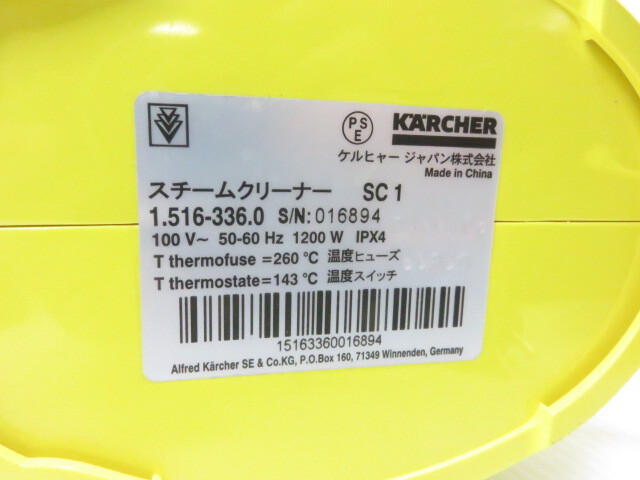 PSE
KÄRCHER
ケルヒャー ジャパン株式会社
Made in China
スチームクリーナー SC 1
1.516-336.0 S/N: 016894
100 V~ 50-60 Hz 1200 W IPX4
T thermofuse =260 °C 温度ヒューズ
T thermostate =143 °C 温度スイッチ
15163360016894
Alfred Kärcher SE & Co.KG, P.O.Box 160, 71349 Winnenden, Germany